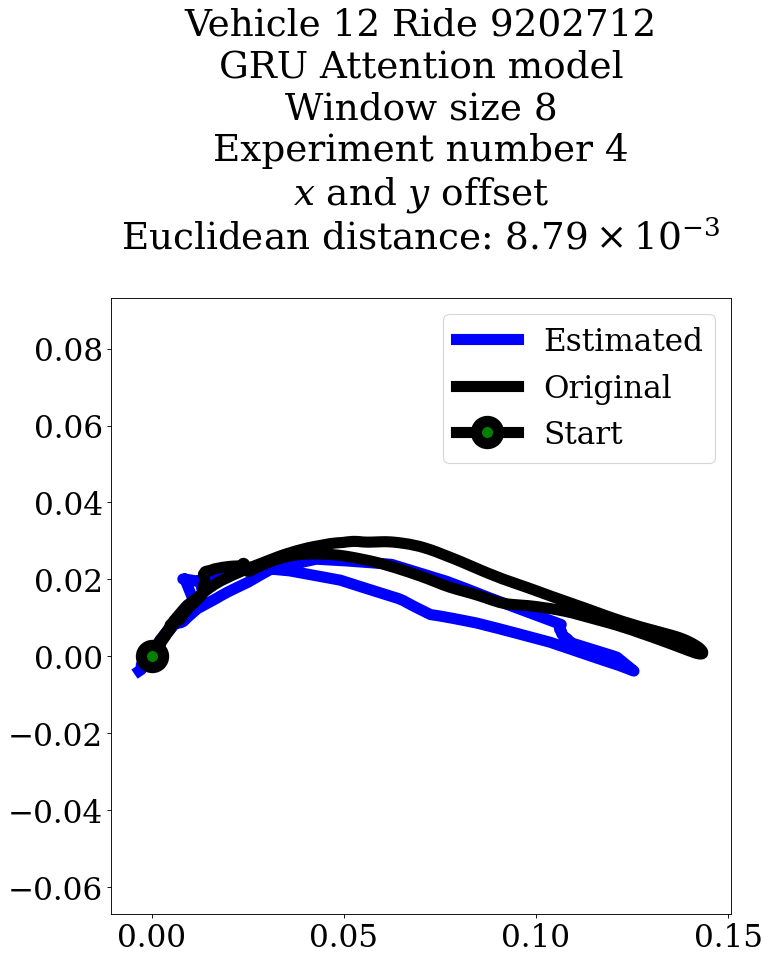 Vehicle 12 Ride 9202712
GRU Attention model
Window size 8
Experiment number 4
x and y offset
Euclidean distance: 8.79 × 10⁻³
Estimated
Original
Start
0.08
0.06
0.04
0.02
0.00
−0.02
−0.04
−0.06
0.00 0.05 0.10 0.15